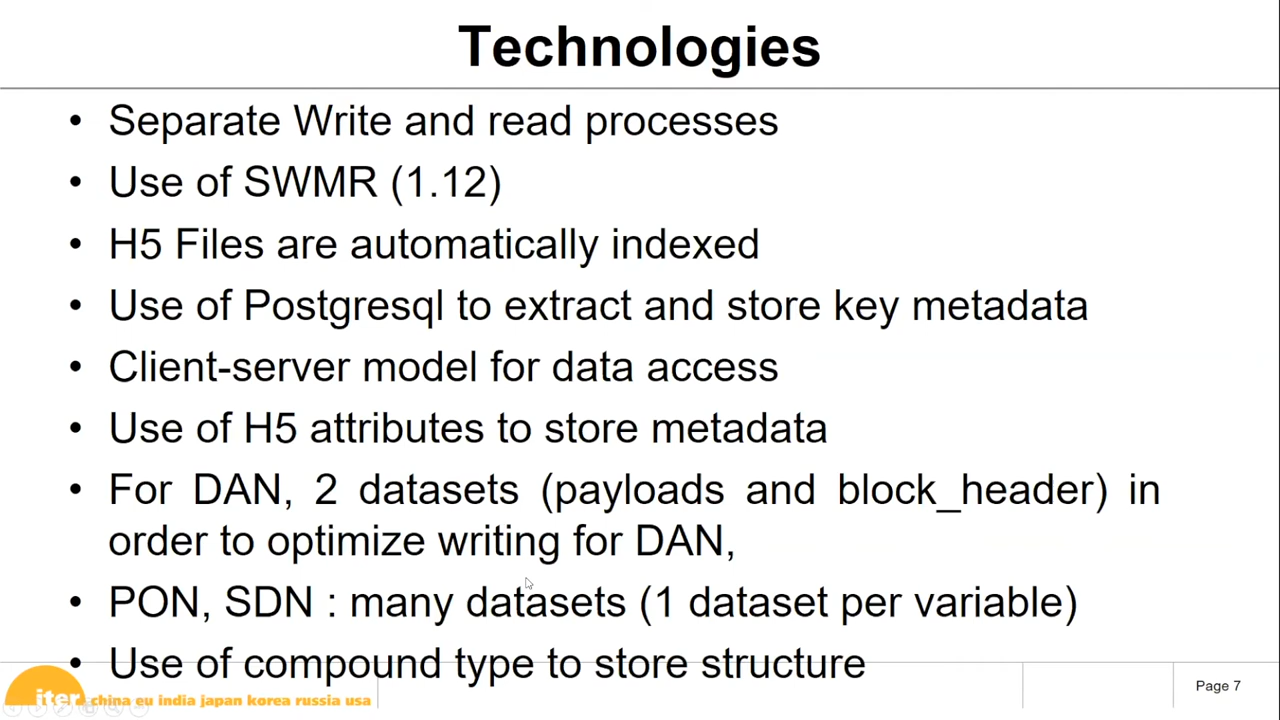 Technologies
• Separate Write and read processes
• Use of SWMR (1.12)
• H5 Files are automatically indexed
• Use of Postgresql to extract and store key metadata
• Client-server model for data access
• Use of H5 attributes to store metadata
• For DAN, 2 datasets (payloads and block_header) in
order to optimize writing for DAN,
• PON, SDN : many datasets (1 dataset per variable)
• Use of compound type to store structure
iter china eu india japan korea russia usa
Page 7